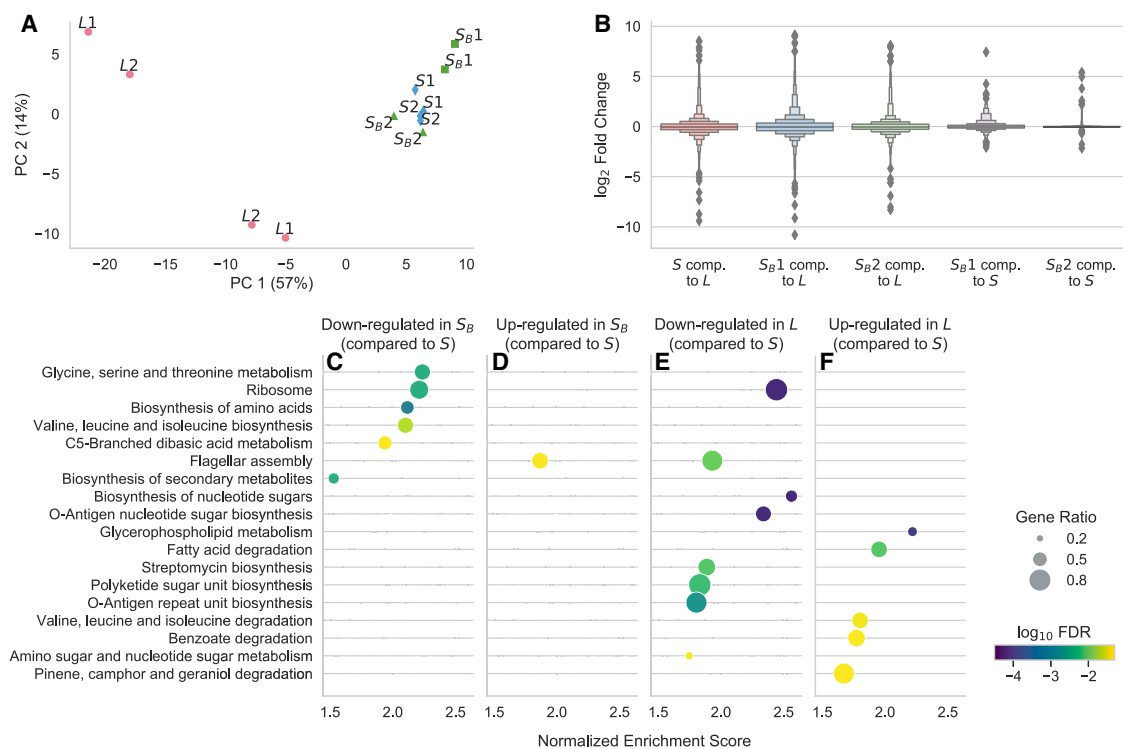 A
B
L1
L2
S_B1
S_B1
S1
S2
S1
S2
S_B2
S_B2
L2
L1
5
0
−5
−10
PC 2 (14%)
−20
−15
−10
−5
0
5
10
PC 1 (57%)
10
5
0
−5
−10
log₂ Fold Change
S comp. to L
S_B1 comp. to L
S_B2 comp. to L
S_B1 comp. to S
S_B2 comp. to S
Down-regulated in S_B
(compared to S)
Up-regulated in S_B
(compared to S)
Down-regulated in L
(compared to S)
Up-regulated in L
(compared to S)
C
D
E
F
Glycine, serine and threonine metabolism
Ribosome
Biosynthesis of amino acids
Valine, leucine and isoleucine biosynthesis
C5-Branched dibasic acid metabolism
Flagellar assembly
Biosynthesis of secondary metabolites
Biosynthesis of nucleotide sugars
O-Antigen nucleotide sugar biosynthesis
Glycerophospholipid metabolism
Fatty acid degradation
Streptomycin biosynthesis
Polyketide sugar unit biosynthesis
O-Antigen repeat unit biosynthesis
Valine, leucine and isoleucine degradation
Benzoate degradation
Amino sugar and nucleotide sugar metabolism
Pinene, camphor and geraniol degradation
1.5 2.0 2.5
1.5 2.0 2.5
1.5 2.0 2.5
1.5 2.0 2.5
Normalized Enrichment Score
Gene Ratio
0.2
0.5
0.8
log₁₀ FDR
−4 −3 −2